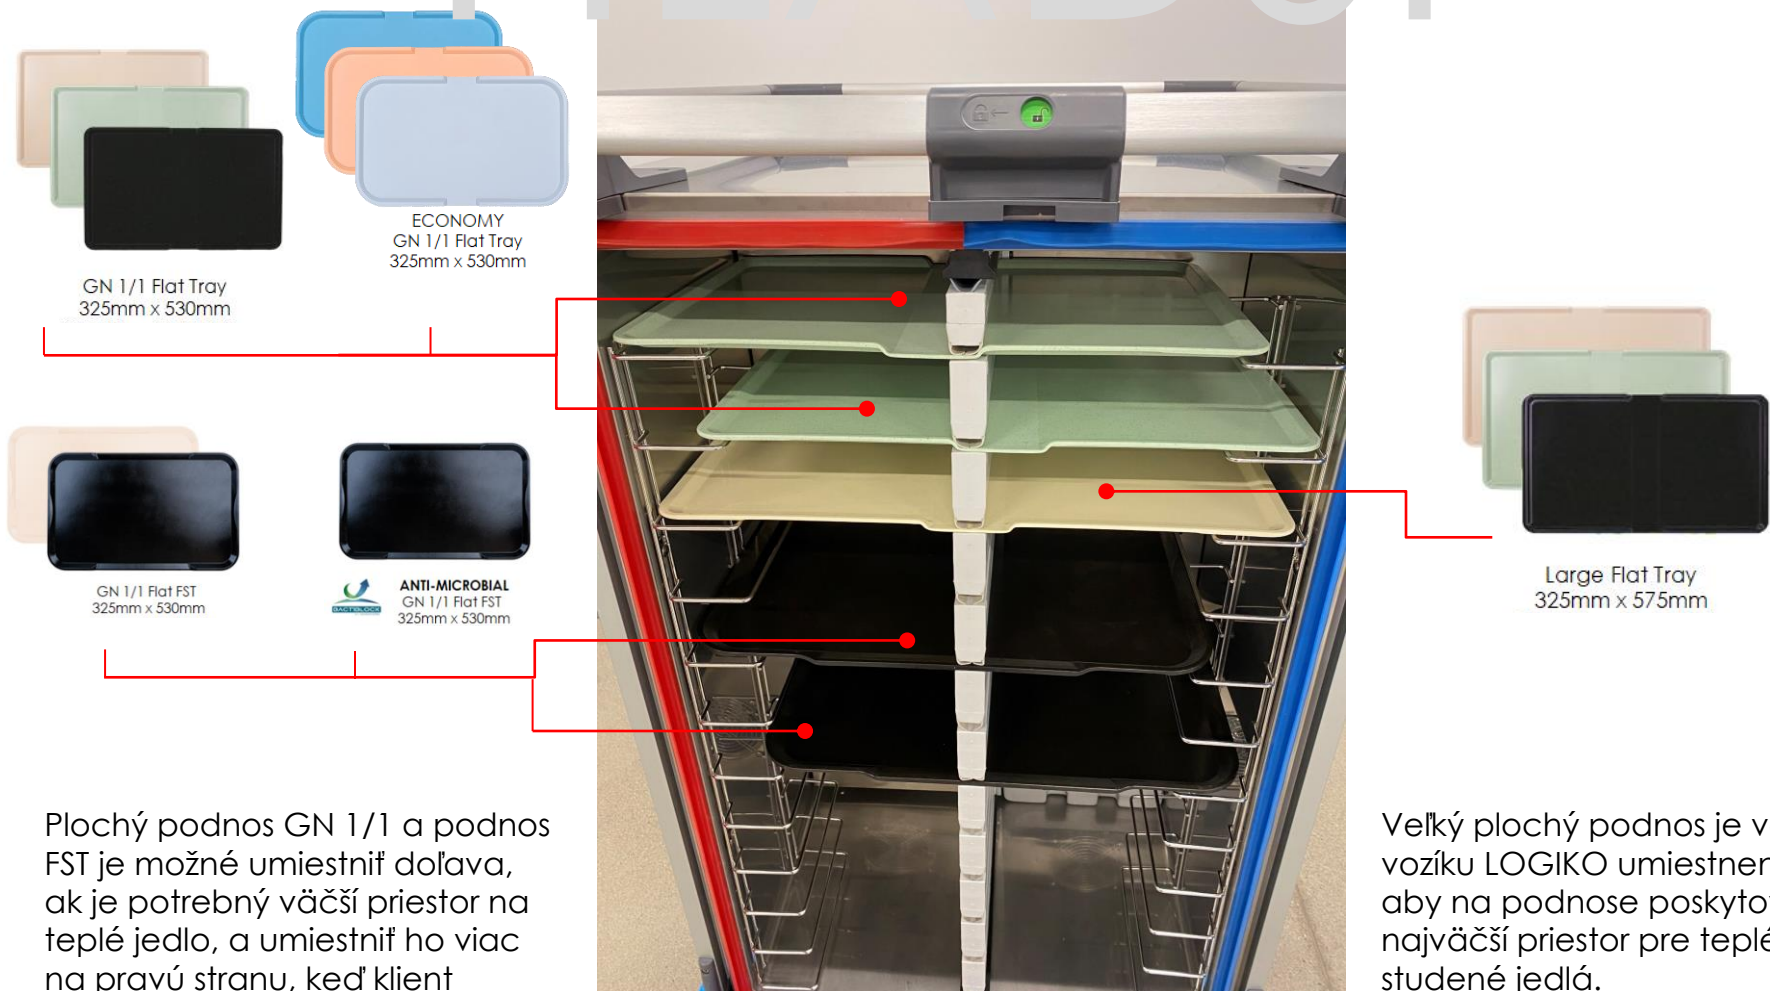 ECONOMY
GN 1/1 Flat Tray
325mm x 530mm
GN 1/1 Flat Tray
325mm x 530mm
GN 1/1 Flat FST
325mm x 530mm
BACTIBLOCK
ANTI-MICROBIAL
GN 1/1 Flat FST
325mm x 530mm
Large Flat Tray
325mm x 575mm
Plochý podnos GN 1/1 a podnos
FST je možné umiestniť doľava,
ak je potrebný väčší priestor na
teplé jedlo, a umiestniť ho viac
na pravú stranu, keď klient
Veľký plochý podnos je v
vozíku LOGIKO
aby na podnose
najväčší priestor pre teplé
studené jedlá.